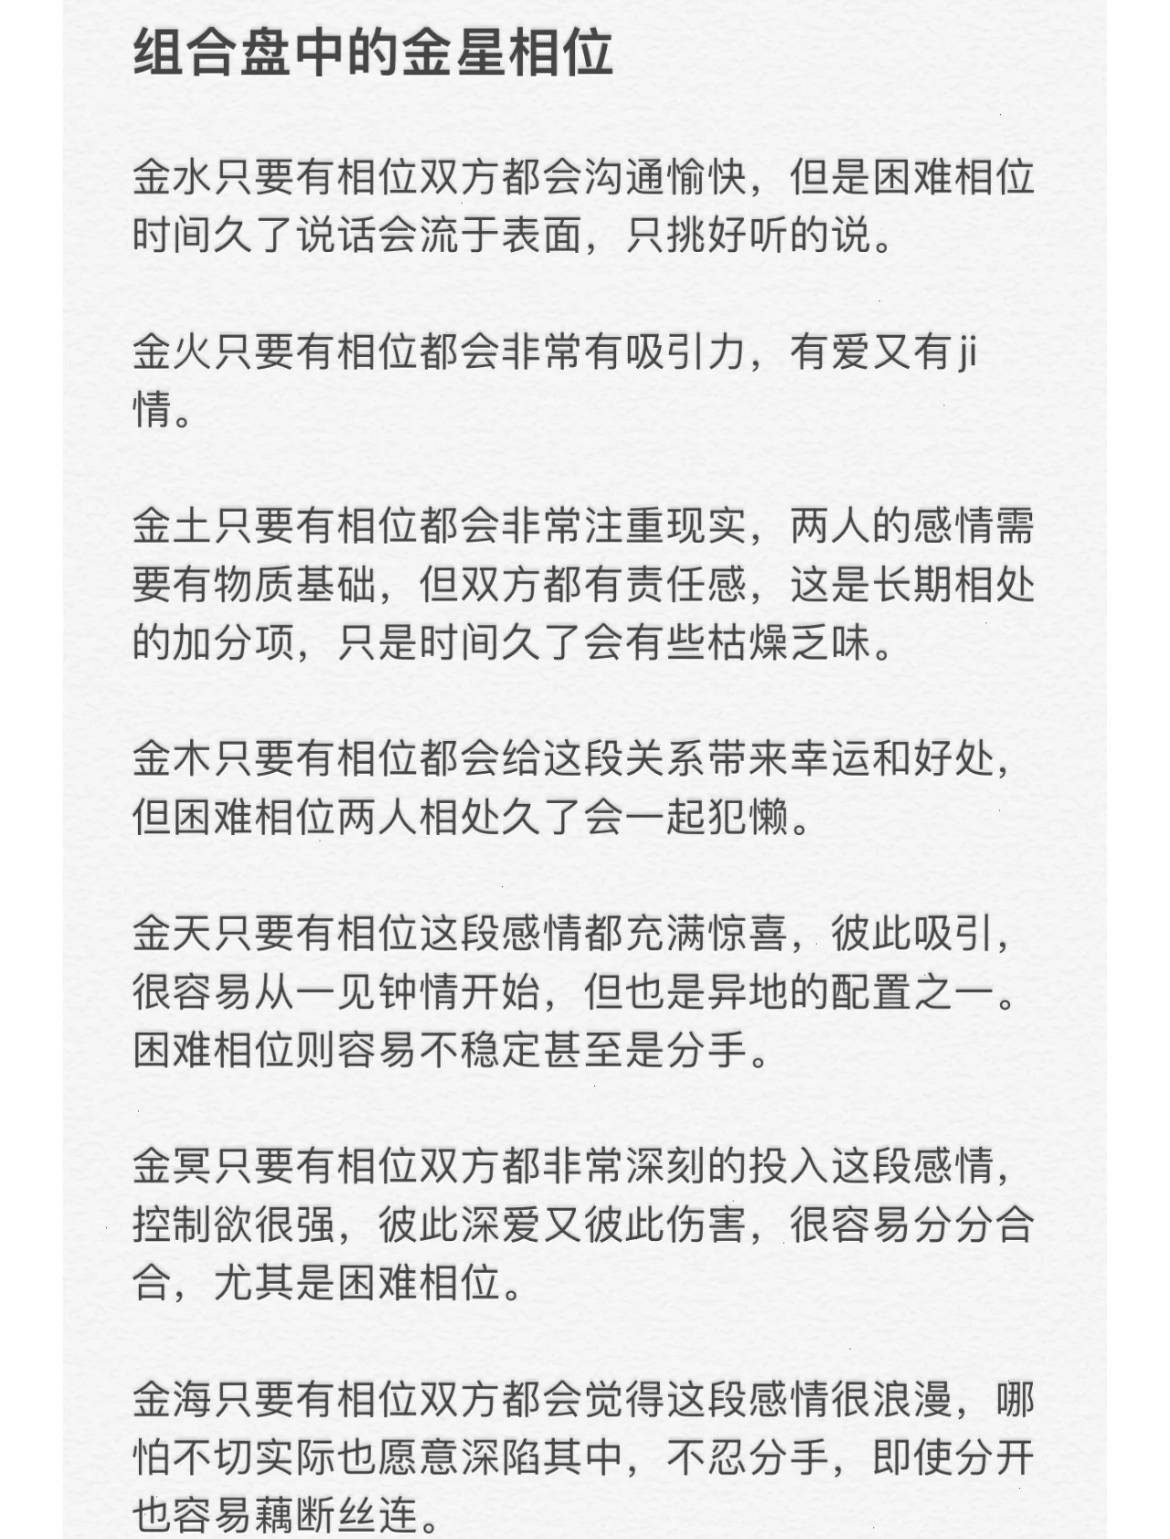 组合盘中的金星相位
金水只要有相位双方都会沟通愉快，但是困难相位
时间久了说话会流于表面，只挑好听的说。
金火只要有相位都会非常有吸引力，有爱又有ji
情。
金土只要有相位都会非常注重现实，两人的感情需
要有物质基础，但双方都有责任感，这是长期相处
的加分项，只是时间久了会有些枯燥乏味。
金木只要有相位都会给这段关系带来幸运和好处，
但困难相位两人相处久了会一起犯懒。
金天只要有相位这段感情都充满惊喜，彼此吸引，
很容易从一见钟情开始，但也是异地的配置之一。
困难相位则容易不稳定甚至是分手。
金冥只要有相位双方都非常深刻的投入这段感情，
控制欲很强，彼此深爱又彼此伤害，很容易分分合
合，尤其是困难相位。
金海只要有相位双方都会觉得这段感情很浪漫，哪
怕不切实际也愿意深陷其中，不忍分手，即使分开
也容易藕断丝连。